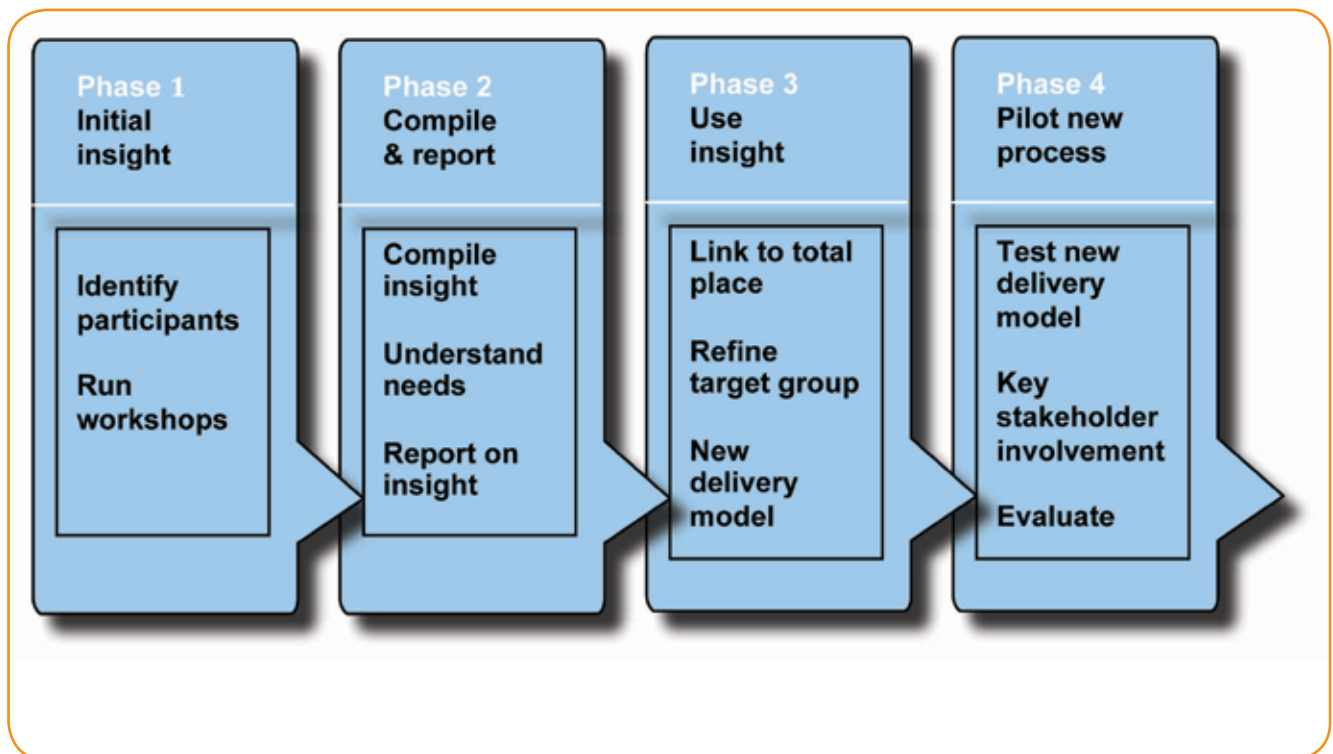 Phase 1
Initial
insight
Identify
participants
Run
workshops
Phase 2
Compile
& report
Compile
insight
Understand
needs
Report on
insight
Phase 3
Use
insight
Link to total
place
Refine
target group
New
delivery
model
Phase 4
Pilot new
process
Test new
delivery
model
Key
stakeholder
involvement
Evaluate